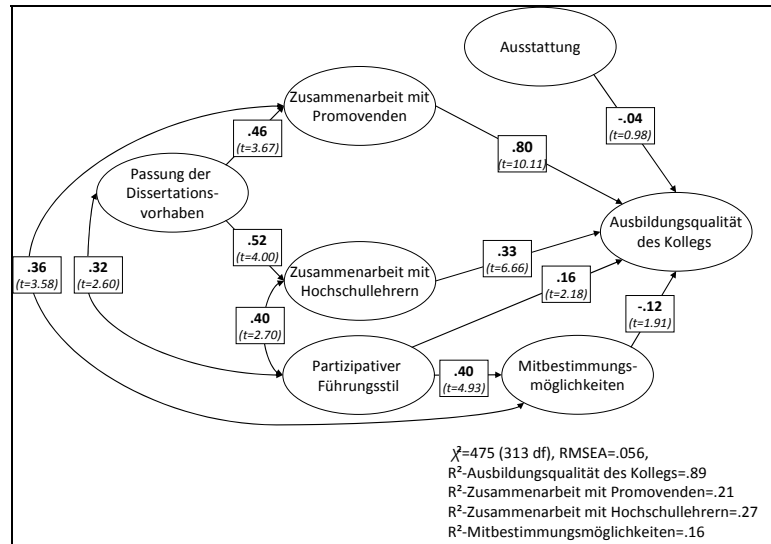 Ausstattung
Zusammenarbeit mit
Promovenden
-.04
(t=0.98)
.46
(t=3.67)
.80
(t=10.11)
Passung der
Dissertations-
vorhaben
Ausbildungsqualität
des Kollegs
.52
(t=4.00)
.33
(t=6.66)
.36
(t=3.58)
.32
(t=2.60)
Zusammenarbeit mit
Hochschullehrern
.16
(t=2.18)
-.12
(t=1.91)
.40
(t=2.70)
Partizipativer
Führungsstil
.40
(t=4.93)
Mitbestimmungs-
möglichkeiten
χ²=475 (313 df), RMSEA=.056,
R²-Ausbildungsqualität des Kollegs=.89
R²-Zusammenarbeit mit Promovenden=.21
R²-Zusammenarbeit mit Hochschullehrern=.27
R²-Mitbestimmungsmöglichkeiten=.16